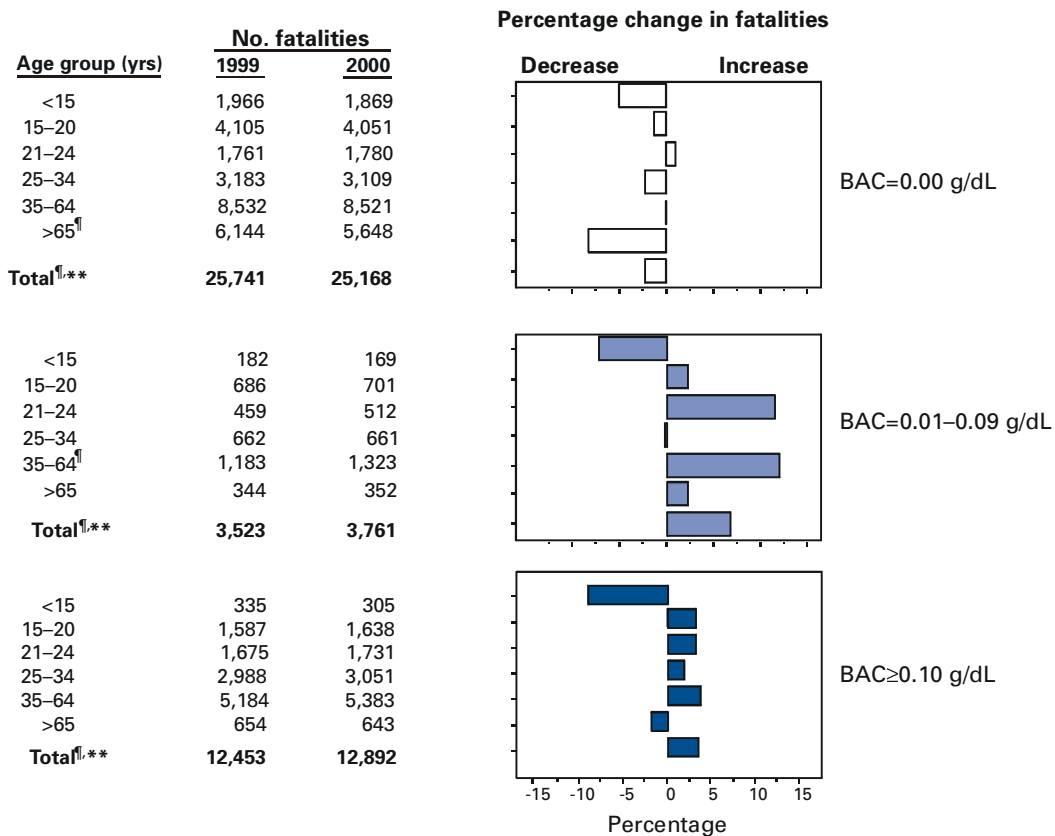 Percentage change in fatalities
No. fatalities
Age group (yrs) 1999 2000
Decrease Increase
<15 1,966 1,869
15–20 4,105 4,051
21–24 1,761 1,780
25–34 3,183 3,109
35–64 8,532 8,521
>65¶ 6,144 5,648
Total¶,** 25,741 25,168
BAC=0.00 g/dL
<15 182 169
15–20 686 701
21–24 459 512
25–34 662 661
35–64¶ 1,183 1,323
>65 344 352
Total¶,** 3,523 3,761
BAC=0.01–0.09 g/dL
<15 335 305
15–20 1,587 1,638
21–24 1,675 1,731
25–34 2,988 3,051
35–64 5,184 5,383
>65 654 643
Total¶,** 12,453 12,892
BAC≥0.10 g/dL
-15 -10 -5 0 5 10 15
Percentage